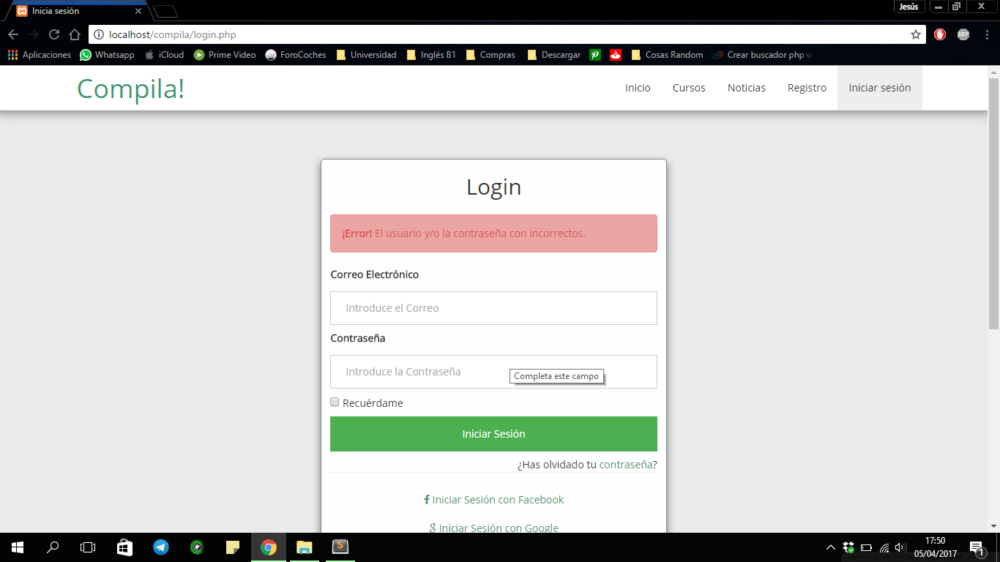 Inicia sesión
Jesús
localhost/compila/login.php
ABP
Aplicaciones Whatsapp iCloud Prime Video ForoCoches Universidad Inglés B1 Compras Descargar Cosas Random Crear buscador php
Compila!
Inicio Cursos Noticias Registro Iniciar sesión
Login
¡Error! El usuario y/o la contraseña con incorrectos.
Correo Electrónico
Introduce el Correo
Contraseña
Introduce la Contraseña
Completa este campo
Recuérdame
Iniciar Sesión
¿Has olvidado tu contraseña?
Iniciar Sesión con Facebook
Iniciar Sesión con Google
17:50
05/04/2017
1